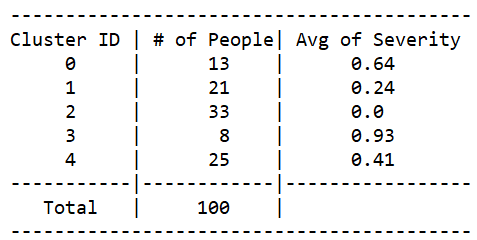 -------------------------------------------
Cluster ID | # of People| Avg of Severity
0 | 13 | 0.64
1 | 21 | 0.24
2 | 33 | 0.0
3 | 8 | 0.93
4 | 25 | 0.41
-----------|------------|-----------------
Total | 100 |
-------------------------------------------